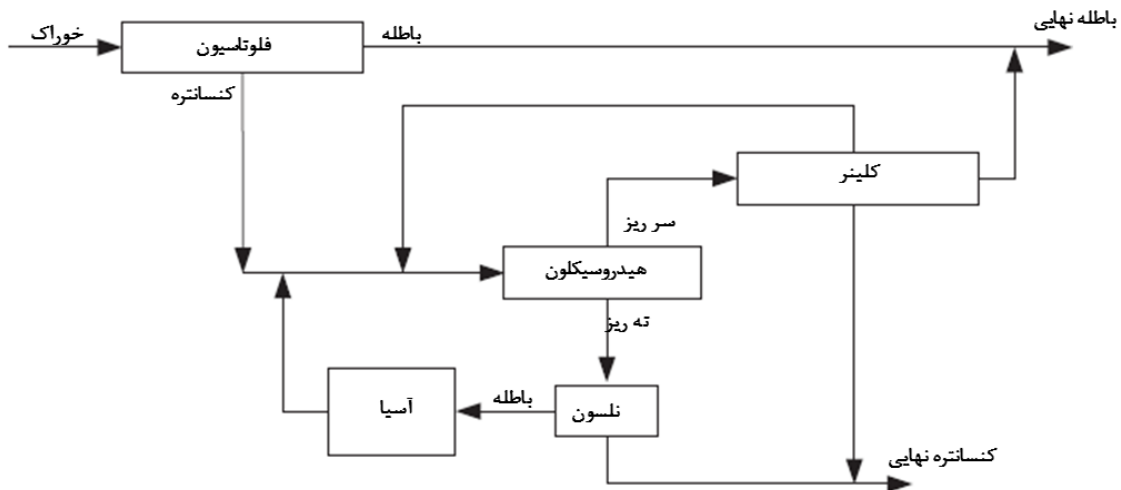 باطله نهایی
خوراک
فلوتاسیون
باطله
کنسانتره
کلینر
سر ریز
هیدروسیکلون
ته ریز
آسیا
باطله
نلسون
کنسانتره نهایی